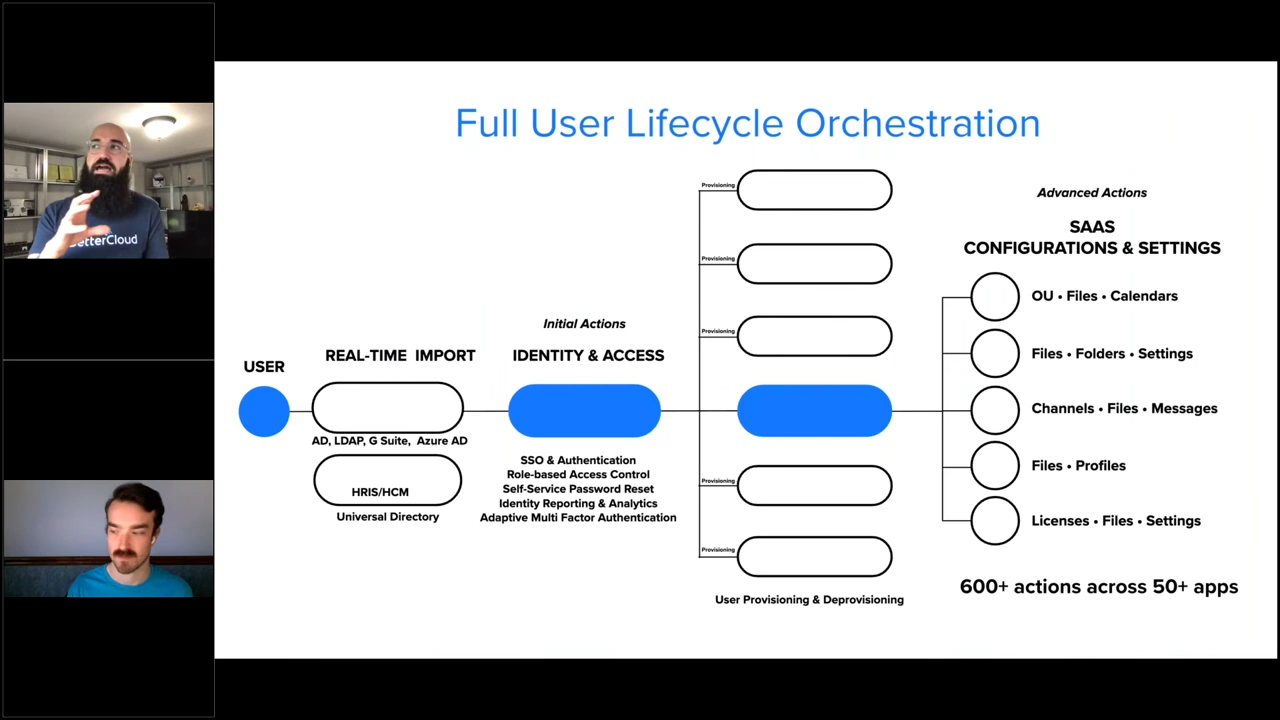 Full User Lifecycle Orchestration
USER
REAL-TIME IMPORT
AD, LDAP, G Suite, Azure AD
HRIS/HCM
Universal Directory
Initial Actions
IDENTITY & ACCESS
SSO & Authentication
Role-based Access Control
Self-Service Password Reset
Identity Reporting & Analytics
Adaptive Multi Factor Authentication
Provisioning
Provisioning
Provisioning
Provisioning
Provisioning
User Provisioning & Deprovisioning
Advanced Actions
SAAS
CONFIGURATIONS & SETTINGS
OU • Files • Calendars
Files • Folders • Settings
Channels • Files • Messages
Files • Profiles
Licenses • Files • Settings
600+ actions across 50+ apps
etterCloud